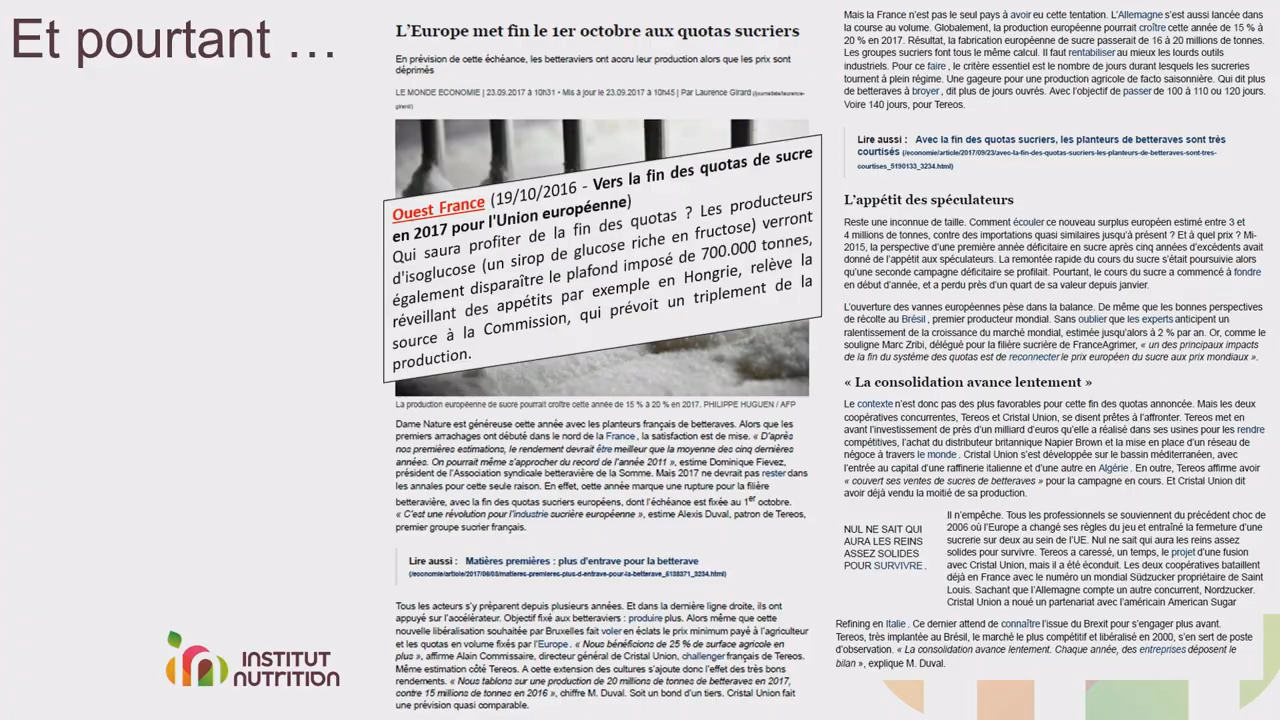 Et pourtant ...
L’Europe met fin le 1er octobre aux quotas sucriers
En prévision de cette échéance, les betteraviers ont accru leur production alors que les prix sont
déprimés
LE MONDE ECONOMIE | 23.09.2017 à 10h31 • Mis à jour le 23.09.2017 à 10h45 | Par Laurence Girard (/journaliste/laurence-
girard/)
Ouest France (19/10/2016 - Vers la fin des quotas de sucre
en 2017 pour l'Union européenne)
Qui saura profiter de la fin des quotas ? Les producteurs
d'isoglucose (un sirop de glucose riche en fructose) verront
également disparaître le plafond imposé de 700.000 tonnes,
réveillant des appétits par exemple en Hongrie, relève la
source à la Commission, qui prévoit un triplement de la
production.
La production européenne de sucre pourrait croître cette année de 15 % à 20 % en 2017. PHILIPPE HUGUEN / AFP
Dame Nature est généreuse cette année avec les planteurs français de betteraves. Alors que les
premiers arrachages ont débuté dans le nord de la France , la satisfaction est de mise. « D’après
nos premières estimations, le rendement devrait être meilleur que la moyenne des cinq dernières
années. On pourrait même s’approcher du record de l’année 2011 », estime Dominique Fievez,
président de l’Association syndicale betteravière de la Somme. Mais 2017 ne devrait pas rester dans
les annales pour cette seule raison. En effet, cette année marque une rupture pour la filière
betteravière, avec la fin des quotas sucriers européens, dont l’échéance est fixée au 1er octobre.
« C’est une révolution pour l’industrie sucrière européenne », estime Alexis Duval, patron de Tereos,
premier groupe sucrier français.
Lire aussi : Matières premières : plus d’entrave pour la betterave
(/economie/article/2017/06/03/matieres-premieres-plus-d-entrave-pour-la-betterave_5138371_3234.html)
Tous les acteurs s’y préparent depuis plusieurs années. Et dans la dernière ligne droite, ils ont
appuyé sur l’accélérateur. Objectif fixé aux betteraviers : produire plus. Alors même que cette
nouvelle libéralisation souhaitée par Bruxelles fait voler en éclats le prix minimum payé à l’agriculteur
et les quotas en volume fixés par l’Europe . « Nous bénéficions de 25 % de surface agricole en
plus », affirme Alain Commissaire, directeur général de Cristal Union, challenger français de Tereos.
Même estimation côté Tereos. A cette extension des cultures s’ajoute donc l’effet des très bons
rendements. « Nous tablons sur une production de 20 millions de tonnes de betteraves en 2017,
contre 15 millions de tonnes en 2016 », chiffre M. Duval. Soit un bond d’un tiers. Cristal Union fait
une prévision quasi comparable.
Mais la France n’est pas le seul pays à avoir eu cette tentation. L’Allemagne s’est aussi lancée dans
la course au volume. Globalement, la production européenne pourrait croître cette année de 15 % à
20 % en 2017. Résultat, la fabrication européenne de sucre passerait de 16 à 20 millions de tonnes.
Les groupes sucriers font tous le même calcul. Il faut rentabiliser au mieux les lourds outils
industriels. Pour ce faire , le critère essentiel est le nombre de jours durant lesquels les sucreries
tournent à plein régime. Une gageure pour une production agricole de facto saisonnière. Qui dit plus
de betteraves à broyer , dit plus de jours ouvrés. Avec l’objectif de passer de 100 à 110 ou 120 jours.
Voire 140 jours, pour Tereos.
Lire aussi : Avec la fin des quotas sucriers, les planteurs de betteraves sont très
courtisés (/economie/article/2017/09/23/avec-la-fin-des-quotas-sucriers-les-planteurs-de-betteraves-sont-tres-
courtises_5190133_3234.html)
L’appétit des spéculateurs
Reste une inconnue de taille. Comment écouler ce nouveau surplus européen estimé entre 3 et
4 millions de tonnes, contre des importations quasi similaires jusqu’à présent ? Et à quel prix ? Mi-
2015, la perspective d’une première année déficitaire en sucre après cinq années d’excédents avait
donné de l’appétit aux spéculateurs. La remontée rapide du cours du sucre s’était poursuivie alors
qu’une seconde campagne déficitaire se profilait. Pourtant, le cours du sucre a commencé à fondre
en début d’année, et a perdu près d’un quart de sa valeur depuis janvier.
L’ouverture des vannes européennes pèse dans la balance. De même que les bonnes perspectives
de récolte au Brésil , premier producteur mondial. Sans oublier que les experts anticipent un
ralentissement de la croissance du marché mondial, estimée jusqu’alors à 2 % par an. Or, comme le
souligne Marc Zribi, délégué pour la filière sucrière de FranceAgrimer, « un des principaux impacts
de la fin du système des quotas est de reconnecter le prix européen du sucre aux prix mondiaux ».
« La consolidation avance lentement »
Le contexte n’est donc pas des plus favorables pour cette fin des quotas annoncée. Mais les deux
coopératives concurrentes, Tereos et Cristal Union, se disent prêtes à l’affronter. Tereos met en
avant l’investissement de près d’un milliard d’euros qu’elle a réalisé dans ses usines pour les rendre
compétitives, l’achat du distributeur britannique Napier Brown et la mise en place d’un réseau de
négoce à travers le monde . Cristal Union s’est développée sur le bassin méditerranéen, avec
l’entrée au capital d’une raffinerie italienne et d’une autre en Algérie . En outre, Tereos affirme avoir
« couvert ses ventes de sucres de betteraves » pour la campagne en cours. Et Cristal Union dit
avoir déjà vendu la moitié de sa production.
NUL NE SAIT QUI
AURA LES REINS
ASSEZ SOLIDES
POUR SURVIVRE .
Il n’empêche. Tous les professionnels se souviennent du précédent choc de
2006 où l’Europe a changé ses règles du jeu et entraîné la fermeture d’une
sucrerie sur deux au sein de l’UE. Nul ne sait qui aura les reins assez
solides pour survivre. Tereos a caressé, un temps, le projet d’une fusion
avec Cristal Union, mais il a été éconduit. Les deux coopératives bataillent
déjà en France avec le numéro un mondial Südzucker propriétaire de Saint
Louis. Sachant que l’Allemagne compte un autre concurrent, Nordzucker.
Cristal Union a noué un partenariat avec l’américain American Sugar
Refining en Italie . Ce dernier attend de connaître l’issue du Brexit pour s’engager plus avant.
Tereos, très implantée au Brésil, le marché le plus compétitif et libéralisé en 2000, s’en sert de poste
d’observation. « La consolidation avance lentement. Chaque année, des entreprises déposent le
bilan », explique M. Duval.
INSTITUT
NUTRITION